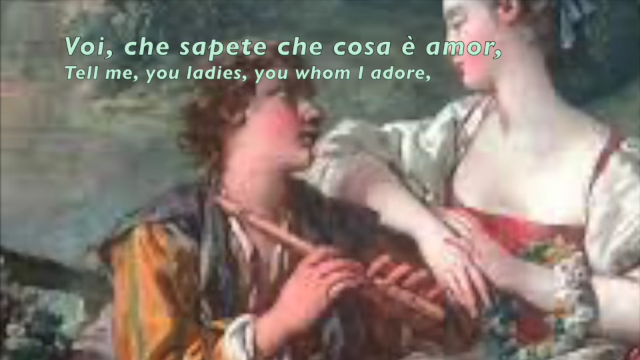 Voi, che sapete che cosa è amor,
Tell me, you ladies, you whom I adore,